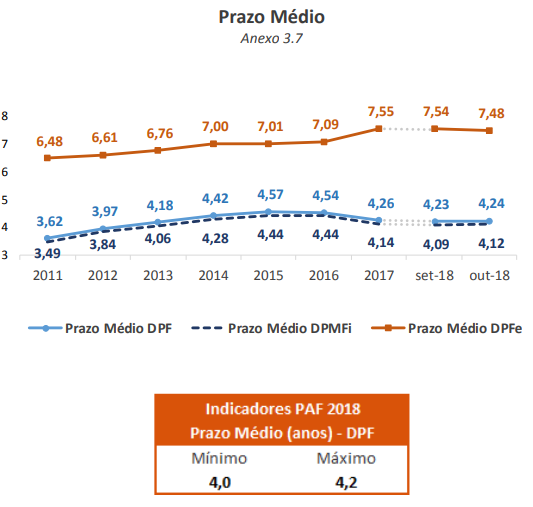 Prazo Médio
Anexo 3.7
8
7
6
5
4
3
6,48 6,61 6,76 7,00 7,01 7,09 7,55 7,54 7,48
3,62 3,97 4,18 4,42 4,57 4,54 4,26 4,23 4,24
3,49 3,84 4,06 4,28 4,44 4,44 4,14 4,09 4,12
2011 2012 2013 2014 2015 2016 2017 set-18 out-18
Prazo Médio DPF Prazo Médio DPMFi Prazo Médio DPFe
Indicadores PAF 2018
Prazo Médio (anos) - DPF
Mínimo Máximo
4,0 4,2